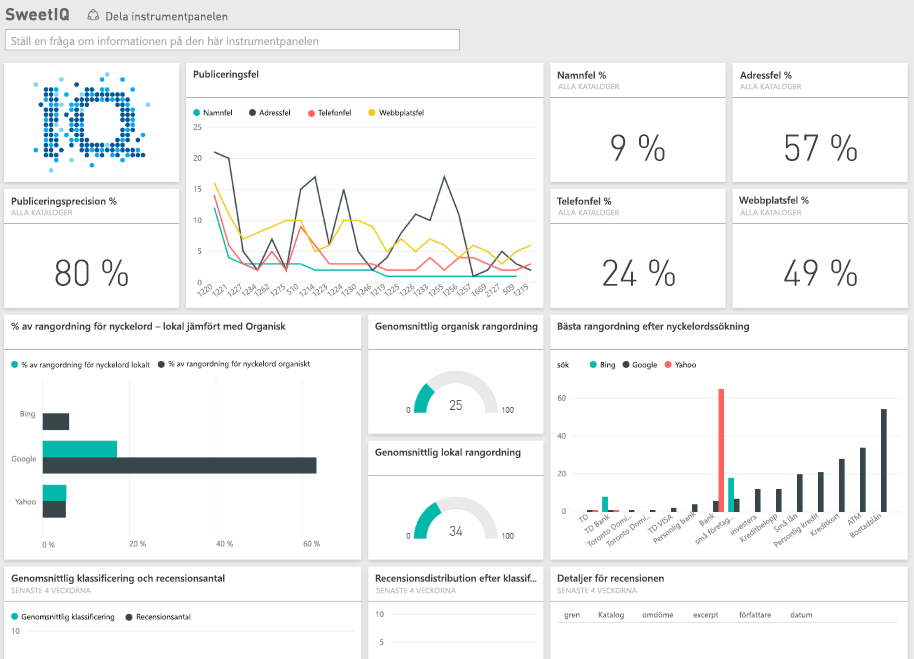 SweetIQ Dela instrumentpanelen
Ställ en fråga om informationen på den här instrumentpanelen
IQ
Publiceringsprecision %
ALLA KATALOGER
80 %
Publiceringsfel
Namnfel Adressfel Telefonfel Webbplatsfel
25
20
15
10
5
0
1220 1221 1227 1234 1262 1275 510 1214 1223 1224 1230 1246 1219 1225 1226 1233 1255 1256 1257 1669 2127 509 1215
Namnfel %
ALLA KATALOGER
9 %
Adressfel %
ALLA KATALOGER
57 %
Telefonfel %
ALLA KATALOGER
24 %
Webbplatsfel %
ALLA KATALOGER
49 %
% av rangordning för nyckelord – lokal jämfört med Organisk
% av rangordning för nyckelord lokalt % av rangordning för nyckelord organiskt
Bing
Google
Yahoo
0 % 20 % 40 % 60 %
Genomsnittlig organisk rangordning
25
0 100
Genomsnittlig lokal rangordning
34
0 100
Bästa rangordning efter nyckelordssökning
sök Bing Google Yahoo
60
40
20
0
TD TD Bank Toronto Domi... Toronto Domi... TD VISA Personlig bank Bank små företag... investera Kreditbelopp Små lån Personlig kredit Kreditkort ATM Bostadslån
Genomsnittlig klassificering och recensionsantal
SENASTE 4 VECKORNA
Genomsnittlig klassificering Recensionsantal
10
Recensionsdistribution efter klassif...
SENASTE 4 VECKORNA
10
5
Detaljer för recensionen
SENASTE 4 VECKORNA
gren Katalog omdöme excerpt författare datum